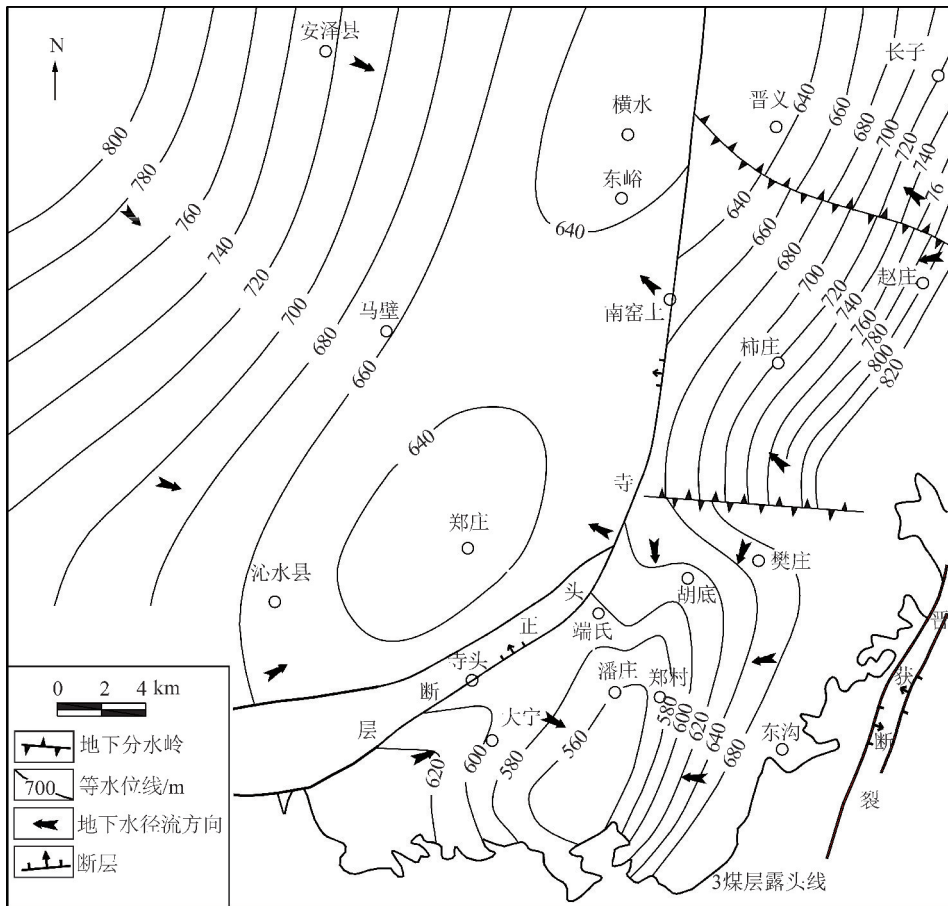 N
安泽县
长子
横水
晋义
640
660
680
700
720
740
76
800
780
760
740
720
700
680
660
东峪
640
640
660
680
700
720
740
760
780
800
820
赵庄
南窑上
马壁
柿庄
640
寺
郑庄
樊庄
沁水县
胡底
头
端氏
正
晋
寺头
断
潘庄
郑村
获
层
大宁
东沟
断
620
600
580
560
580
600
620
640
680
裂
3煤层露头线
0 2 4 km
地下分水岭
700
等水位线/m
地下水径流方向
断层